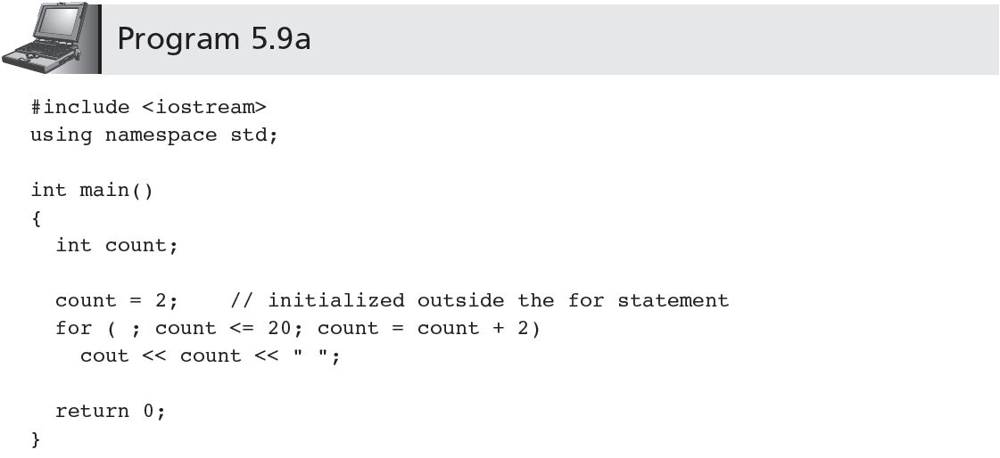 Program 5.9a
#include <iostream>
using namespace std;
int main()
{
int count;
count = 2;    // initialized outside the for statement
for ( ; count <= 20; count = count + 2)
cout << count << " ";
return 0;
}